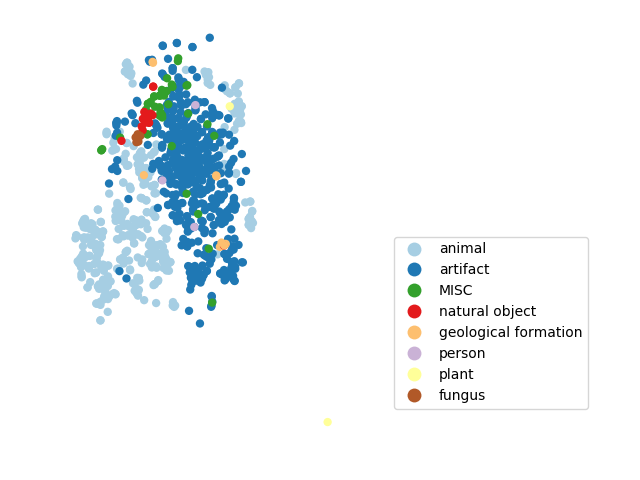 animal
artifact
MISC
natural object
geological formation
person
plant
fungus